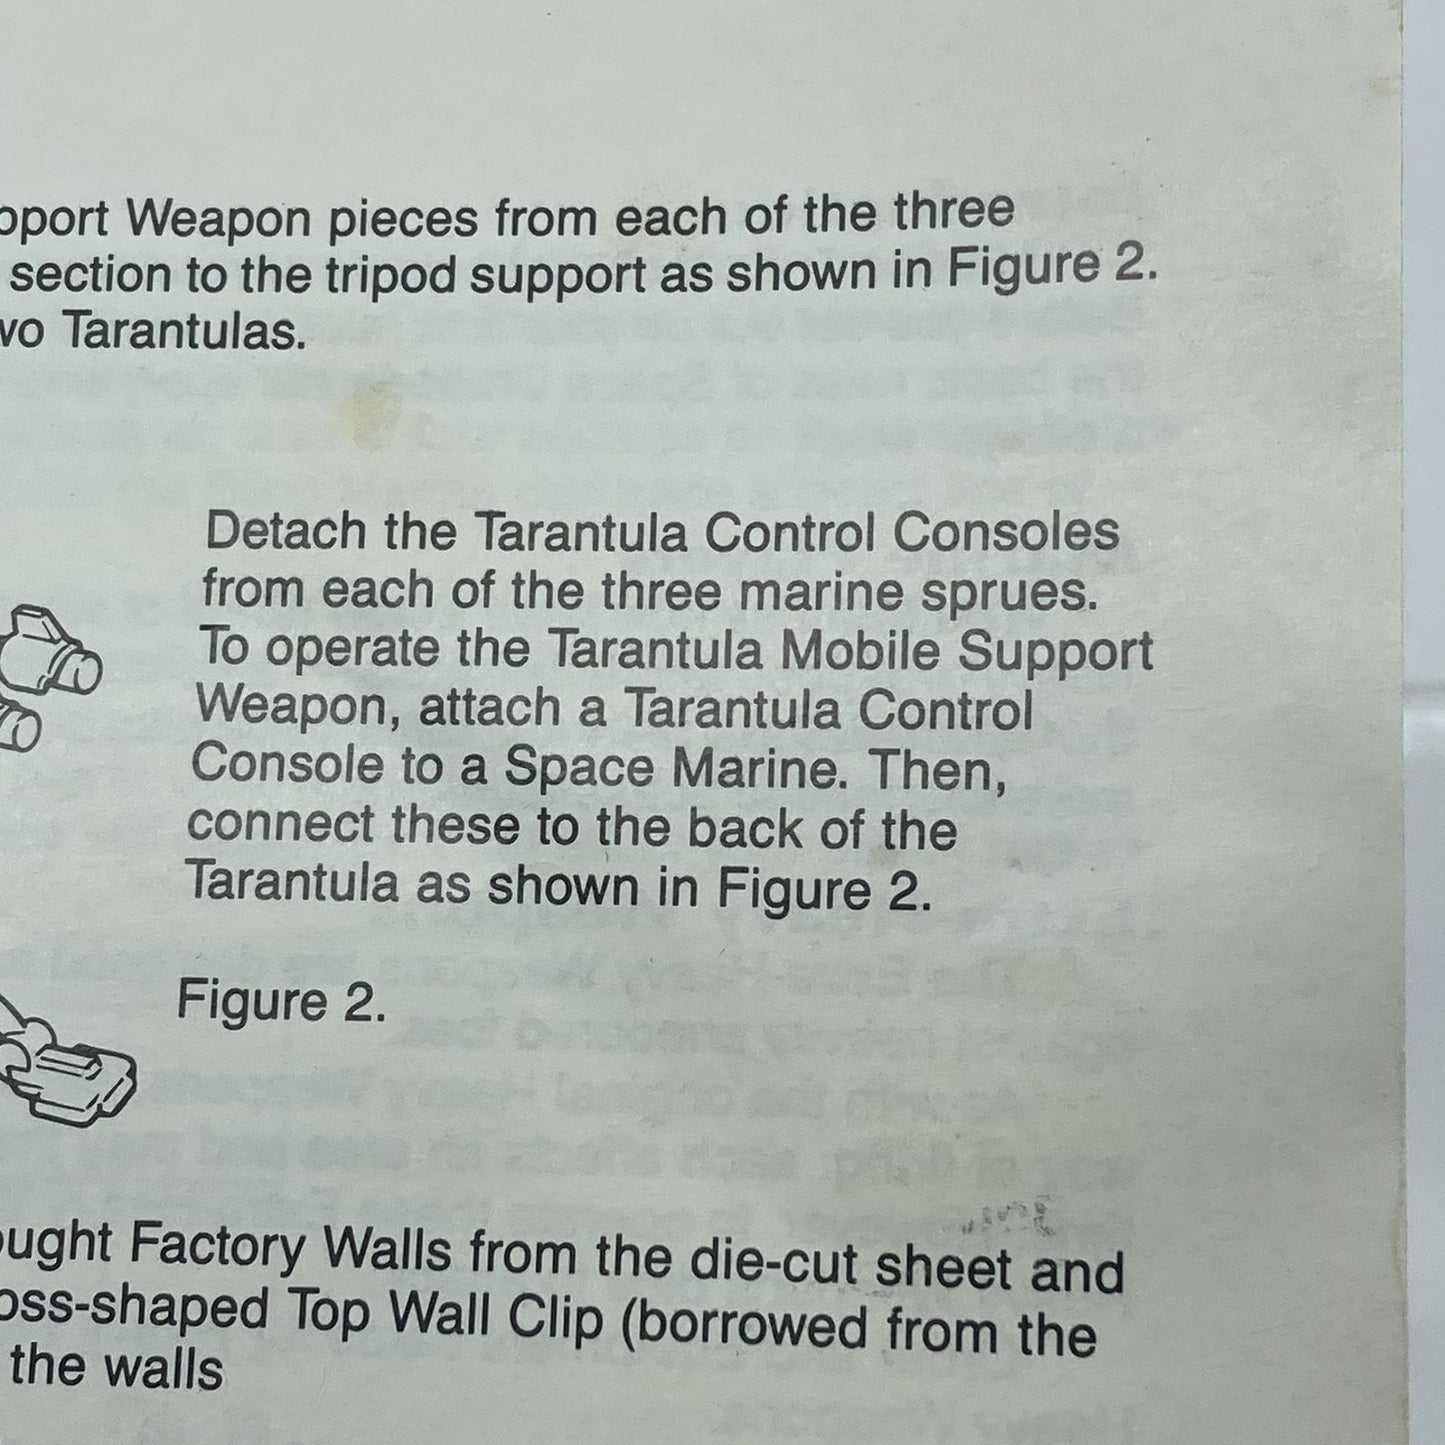 pport Weapon pieces from each of the three
section to the tripod support as shown in Figure 2.
wo Tarantulas.
Detach the Tarantula Control Consoles
from each of the three marine sprues.
To operate the Tarantula Mobile Support
Weapon, attach a Tarantula Control
Console to a Space Marine. Then,
connect these to the back of the
Tarantula as shown in Figure 2.
Figure 2.
ought Factory Walls from the die-cut sheet and
oss-shaped Top Wall Clip (borrowed from the
the walls